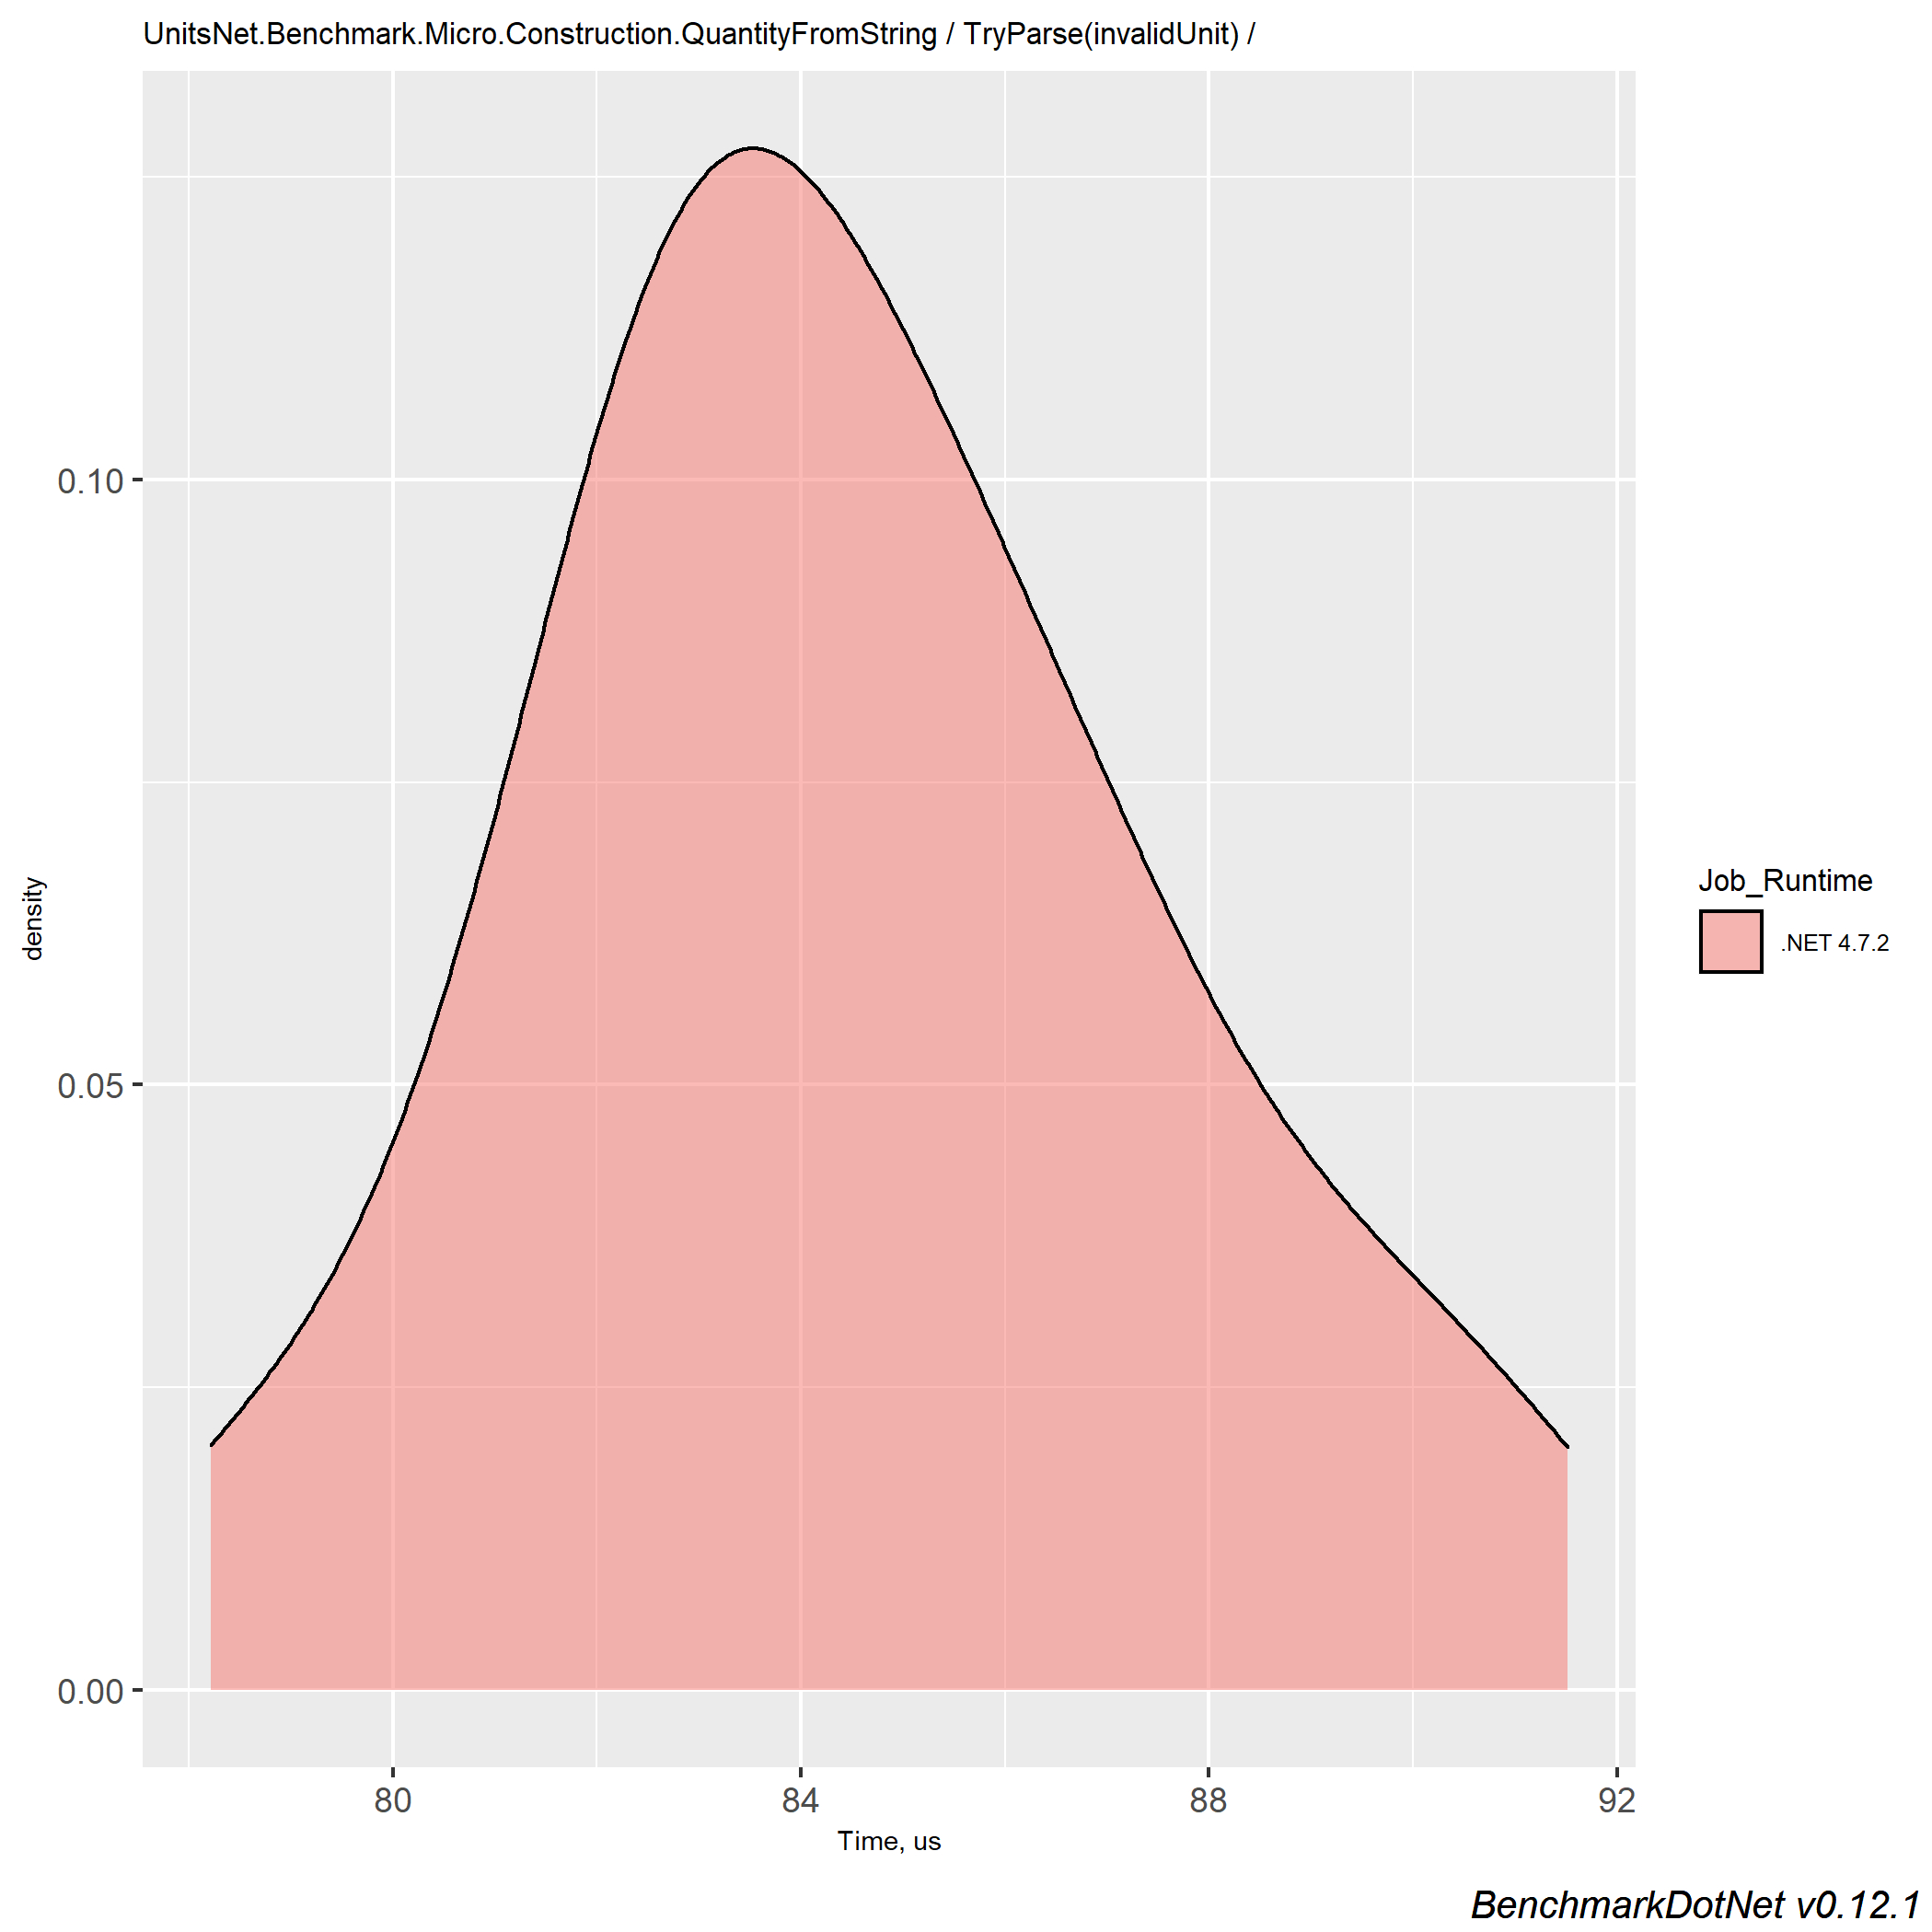 UnitsNet.Benchmark.Micro.Construction.QuantityFromString / TryParse(invalidUnit) /
0.10
0.05
0.00
density
80 84 88 92
Time, us
Job_Runtime
.NET 4.7.2
BenchmarkDotNet v0.12.1